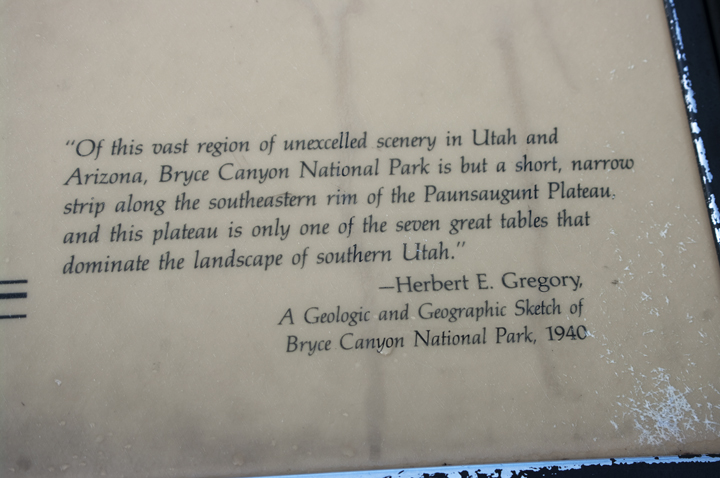 "Of this vast region of unexcelled scenery in Utah and
Arizona, Bryce Canyon National Park is but a short, narrow
strip along the southeastern rim of the Paunsaugunt Plateau,
and this plateau is only one of the seven great tables that
dominate the landscape of southern Utah."
—Herbert E. Gregory,
A Geologic and Geographic Sketch of
Bryce Canyon National Park, 1940